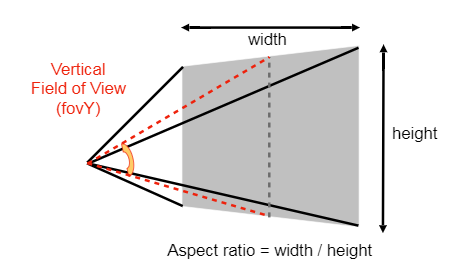 width
Vertical
Field of View
(fovY)
height
Aspect ratio = width / height